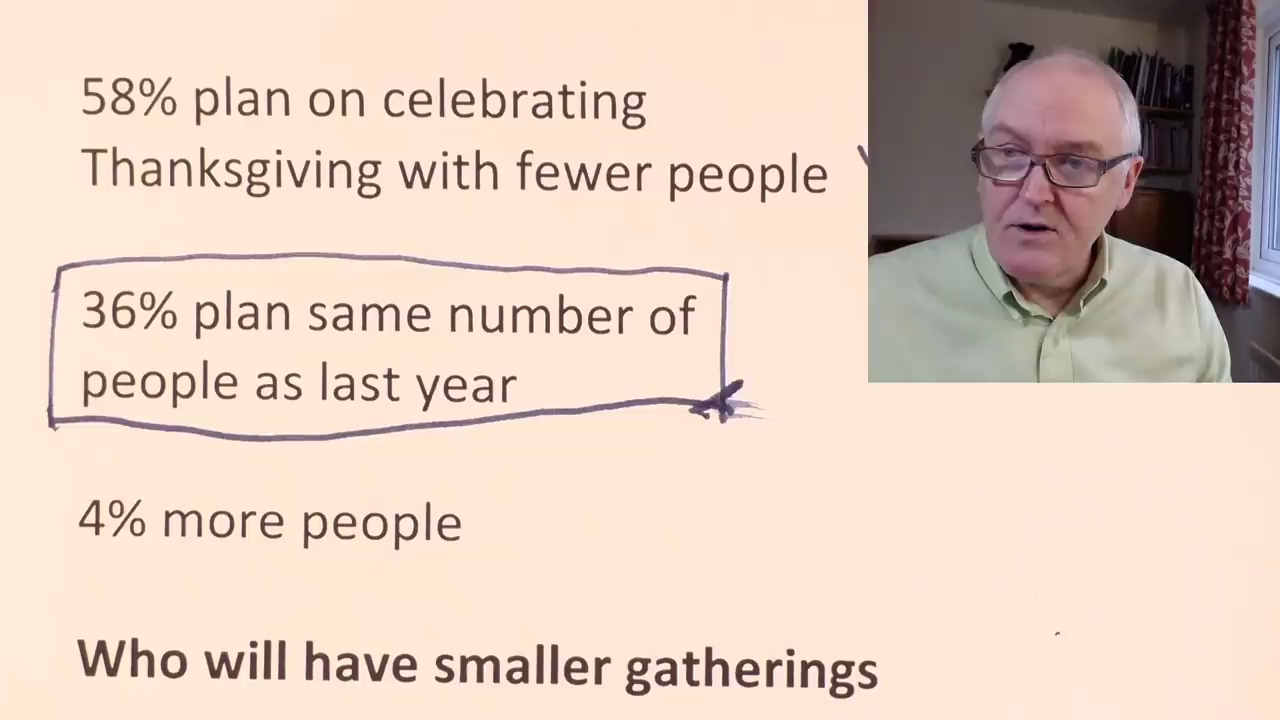 58% plan on celebrating
Thanksgiving with fewer people
36% plan same number of
people as last year
4% more people
Who will have smaller gatherings